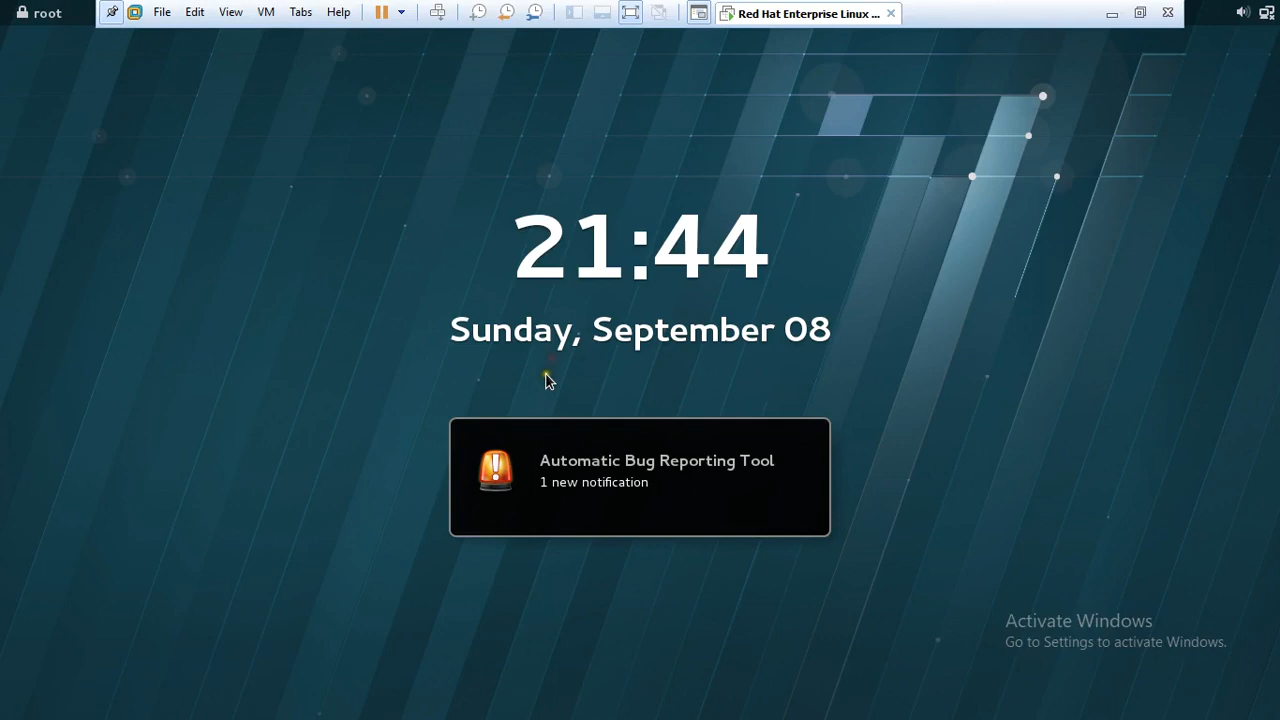 root File Edit View VM Tabs Help Red Hat Enterprise Linux ...
21:44
Sunday, September 08
Automatic Bug Reporting Tool
1 new notification
Activate Windows
Go to Settings to activate Windows.